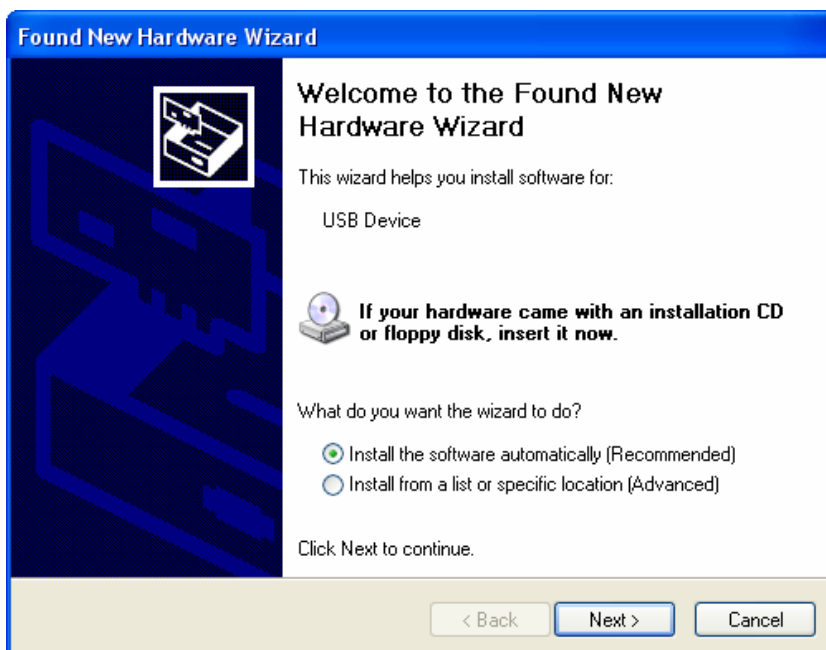 Found New Hardware Wizard
Welcome to the Found New
Hardware Wizard
This wizard helps you install software for:
USB Device
If your hardware came with an installation CD
or floppy disk, insert it now.
What do you want the wizard to do?
Install the software automatically (Recommended)
Install from a list or specific location (Advanced)
Click Next to continue.
< Back Next > Cancel